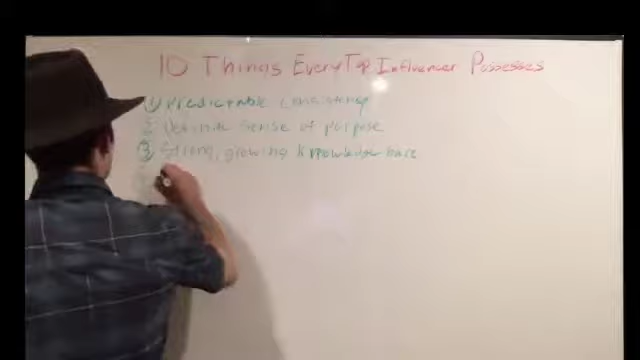 10 Things Every Top Influencer Possesses
① Predictable consistency
② Definite sense of purpose
③ Strong, growing knowledge base